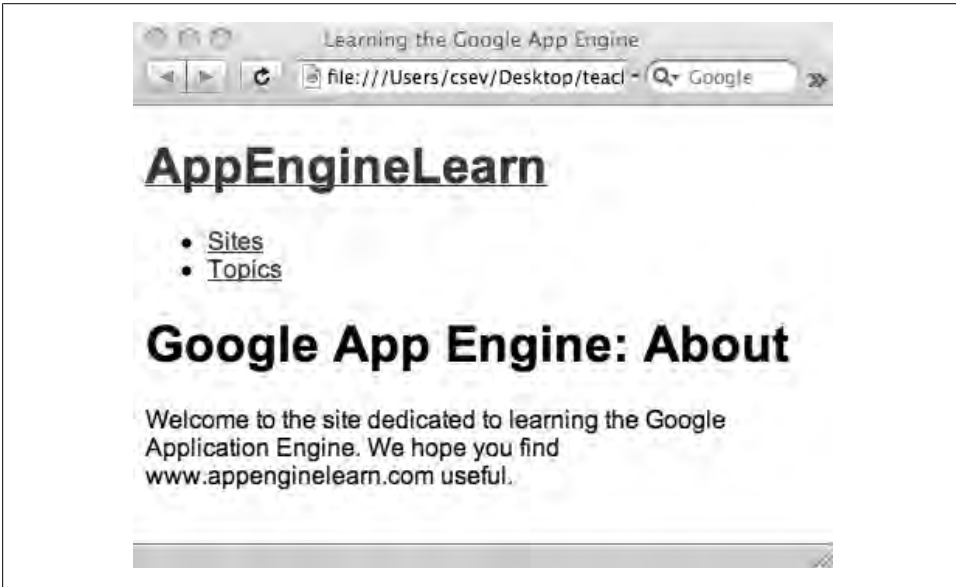 Learning the Google App Engine
file:///Users/csev/Desktop/teacl Google
AppEngineLearn
Sites
Topics
Google App Engine: About
Welcome to the site dedicated to learning the Google
Application Engine. We hope you find
www.appenginelearn.com useful.